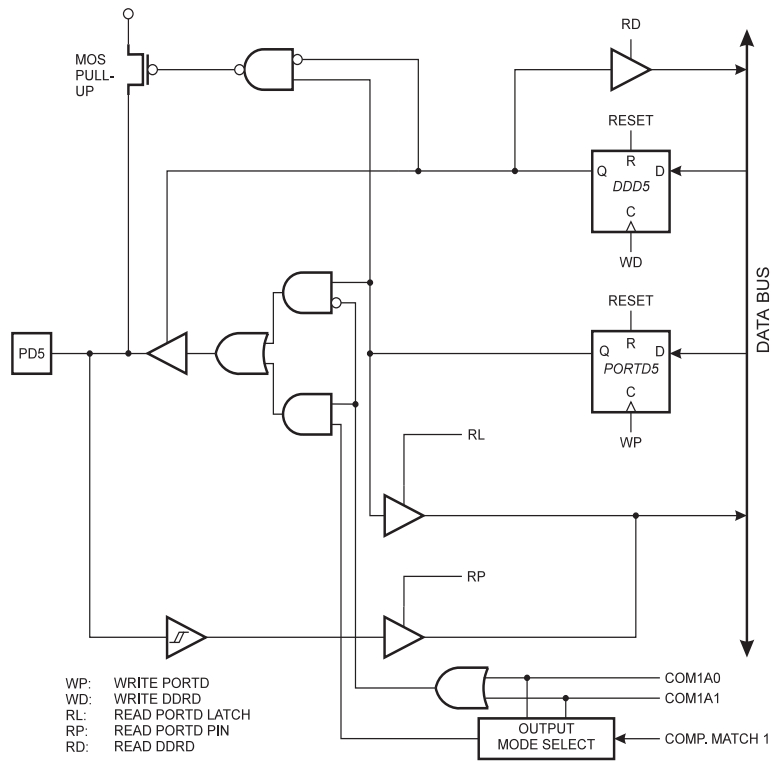 RD
MOS
PULL-
UP
RESET
R
Q
D
DDD5
C
WD
DATA BUS
RESET
R
Q
D
PD5
PORTD5
C
WP
RL
RP
WP: WRITE PORTD
WD: WRITE DDRD
RL: READ PORTD LATCH
RP: READ PORTD PIN
RD: READ DDRD
COM1A0
COM1A1
OUTPUT
MODE SELECT
COMP. MATCH 1